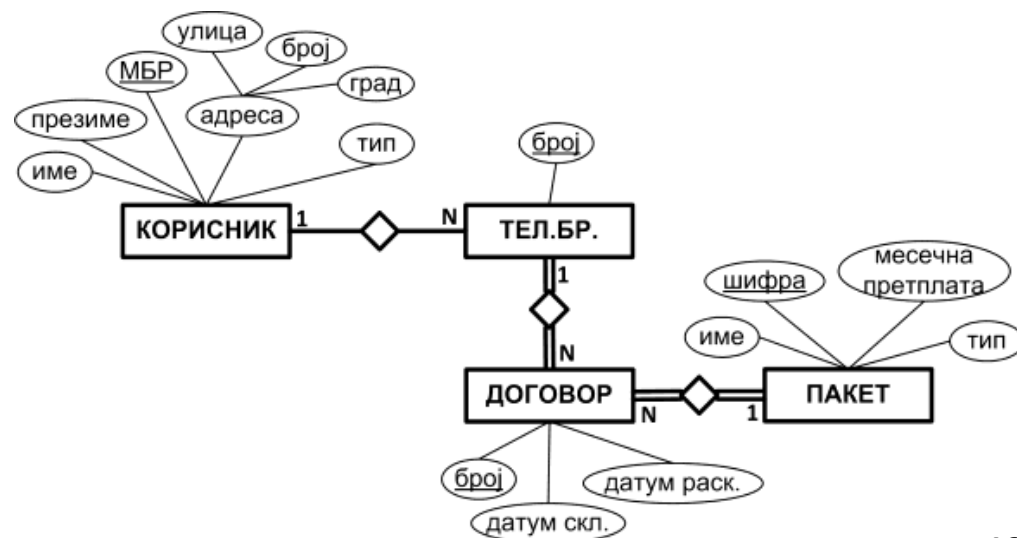 улица
број
МБР
град
презиме
адреса
тип
број
име
КОРИСНИК
1
N
ТЕЛ.БР.
1
месечна
претплата
шифра
име
тип
N
ДОГОВОР
N
1
ПАКЕТ
број
датум раск.
датум скл.